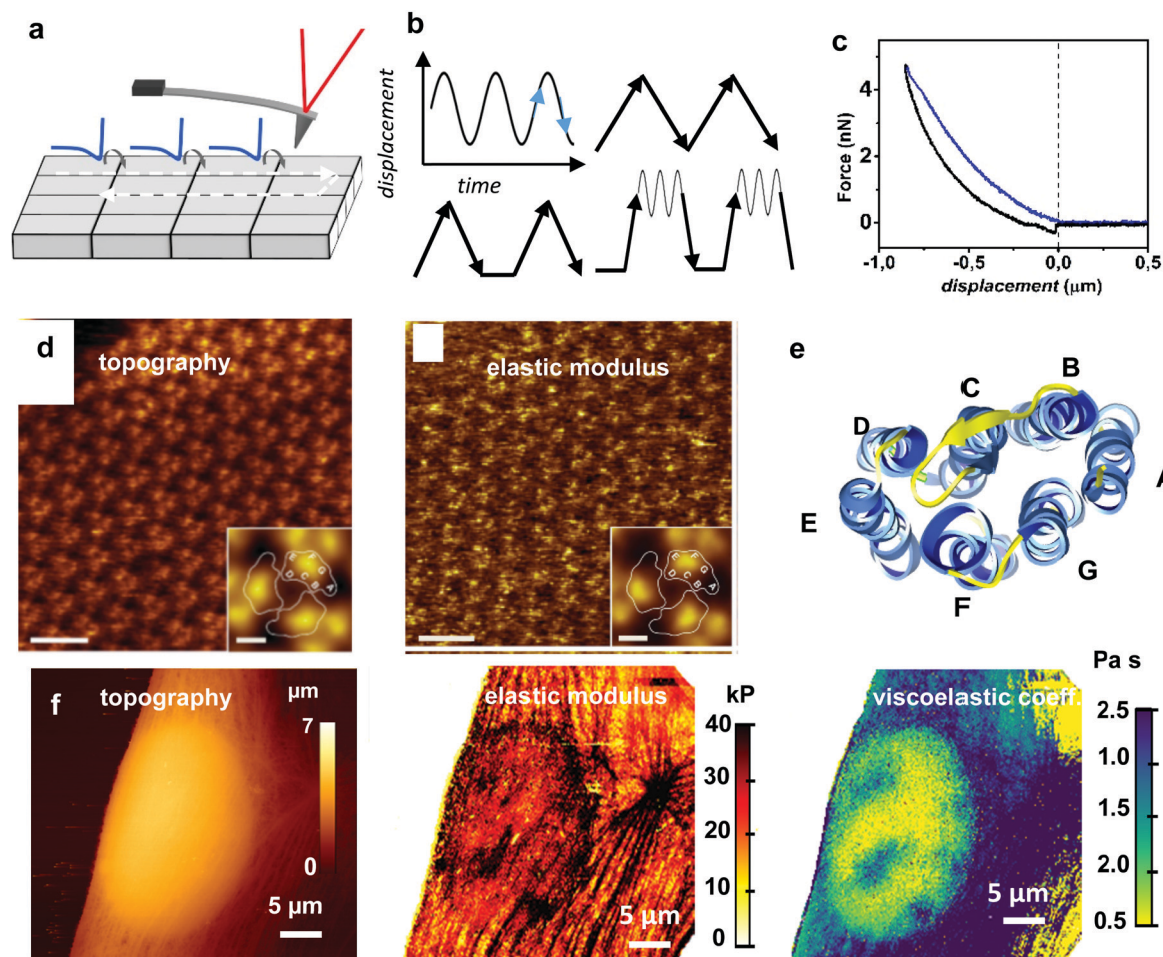 a
b
displacement
time
c
Force (nN)
4
2
0
-1,0
-0,5
0,0
0,5
displacement (μm)
d
topography
E F G
D C B A
elastic modulus
E F G
D C B A
e
B
C
D
A
E
G
F
f
topography
µm
7
0
5 µm
elastic modulus
kP
40
30
20
10
0
5 µm
viscoelastic coeff.
Pa s
2.5
1.0
1.5
2.0
0.5
5 µm